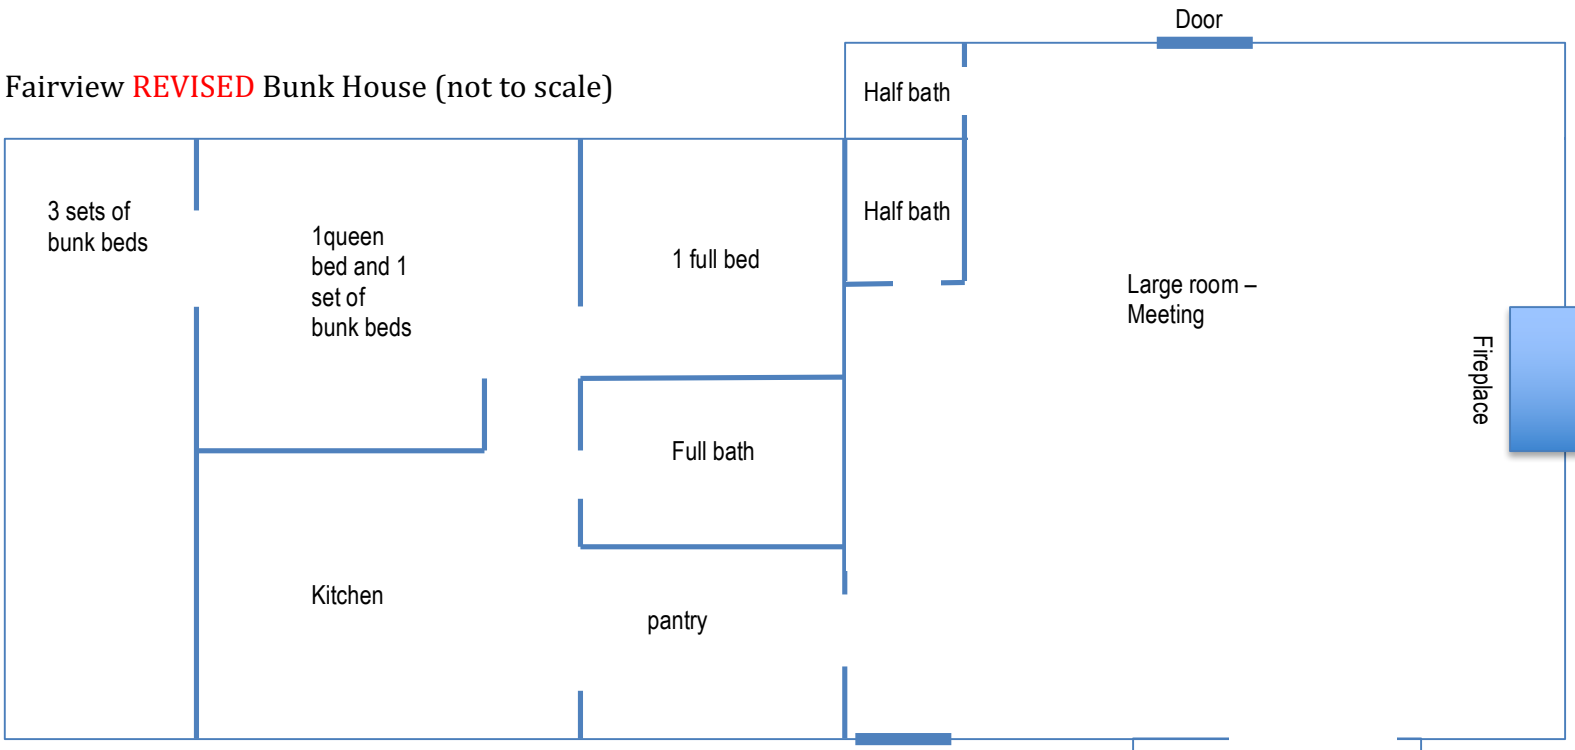 Door
Fairview REVISED Bunk House (not to scale)
Half bath
3 sets of
bunk beds
1queen
bed and 1
set of
bunk beds
1 full bed
Half bath
Large room –
Meeting
Fireplace
Full bath
Kitchen
pantry